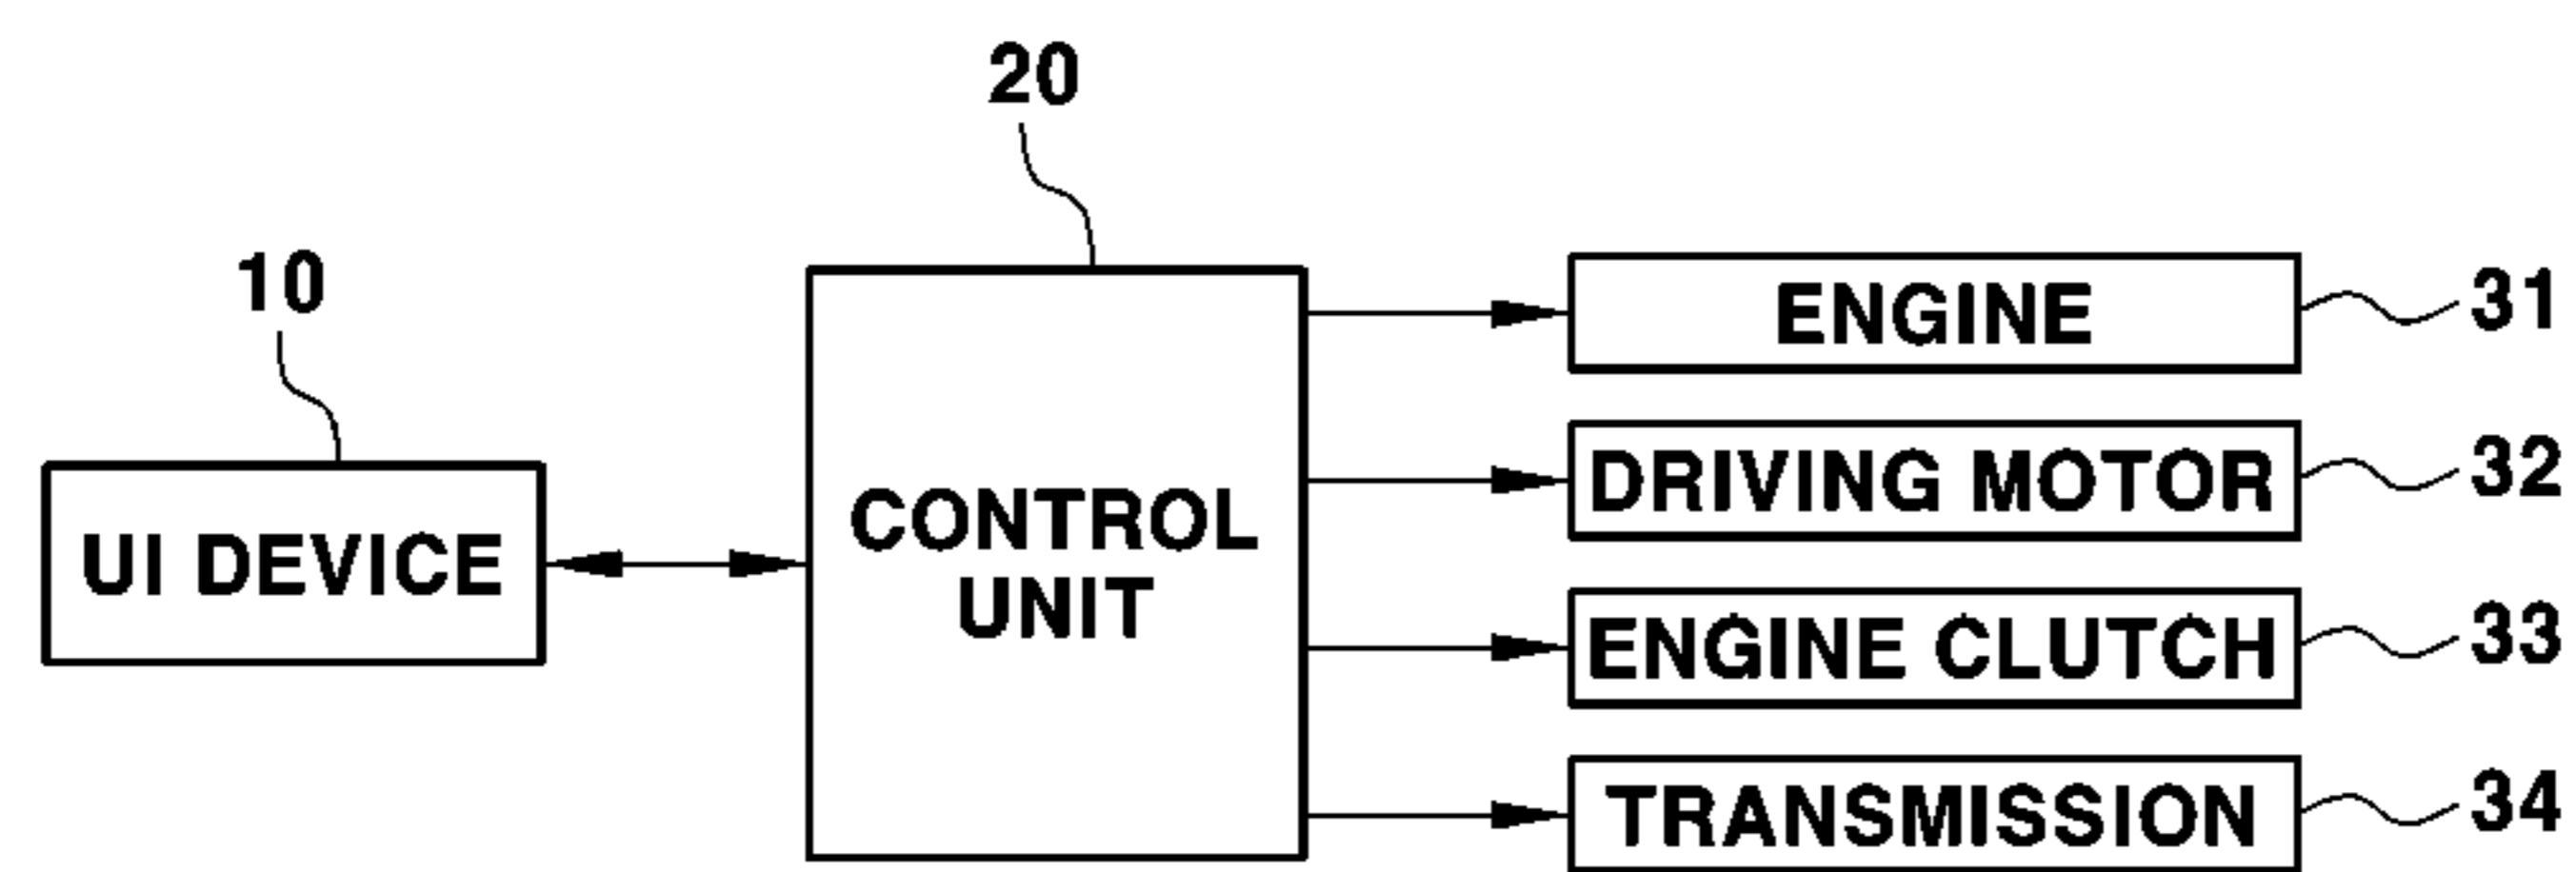 20
10
UI DEVICE
CONTROL
UNIT
ENGINE
31
DRIVING MOTOR
32
ENGINE CLUTCH
33
TRANSMISSION
34